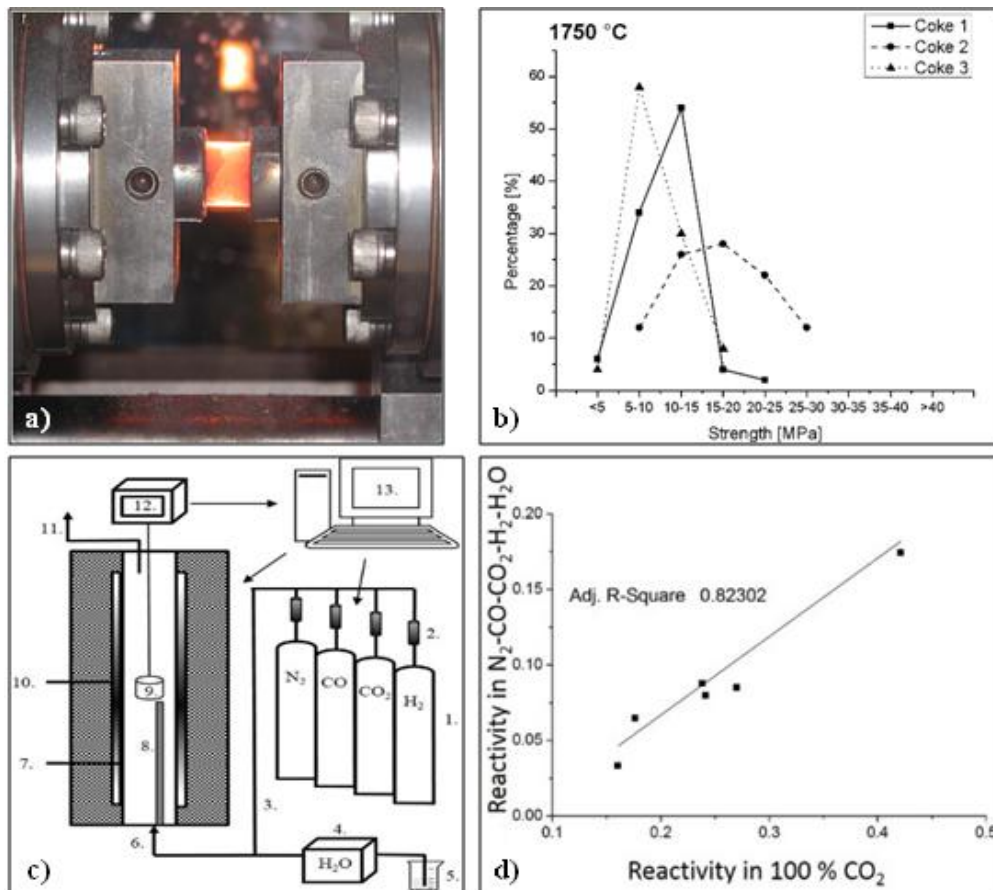 a)
1750 °C
Coke 1
Coke 2
Coke 3
Percentage [%]
60
50
40
30
20
10
0
<5 5-10 10-15 15-20 20-25 25-30 30-35 35-40 >40
Strength [MPa]
b)
12.
13.
11.
2.
N₂ CO CO₂ H₂
10.
9.
1.
8.
7.
3.
4.
6.
H₂O
5.
c)
Reactivity in N₂-CO-CO₂-H₂-H₂O
0.20
0.15
0.10
0.05
0.00
Adj. R-Square 0.82302
0.1 0.2 0.3 0.4 0.5
Reactivity in 100 % CO₂
d)